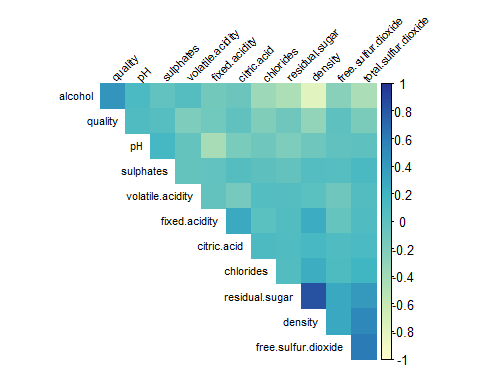 quality
pH
sulphates
volatile.acidity
fixed.acidity
citric.acid
chlorides
residual.sugar
density
free.sulfur.dioxide
total.sulfur.dioxide
alcohol
quality
pH
sulphates
volatile.acidity
fixed.acidity
citric.acid
chlorides
residual.sugar
density
free.sulfur.dioxide
1
0.8
0.6
0.4
0.2
0
-0.2
-0.4
-0.6
-0.8
-1